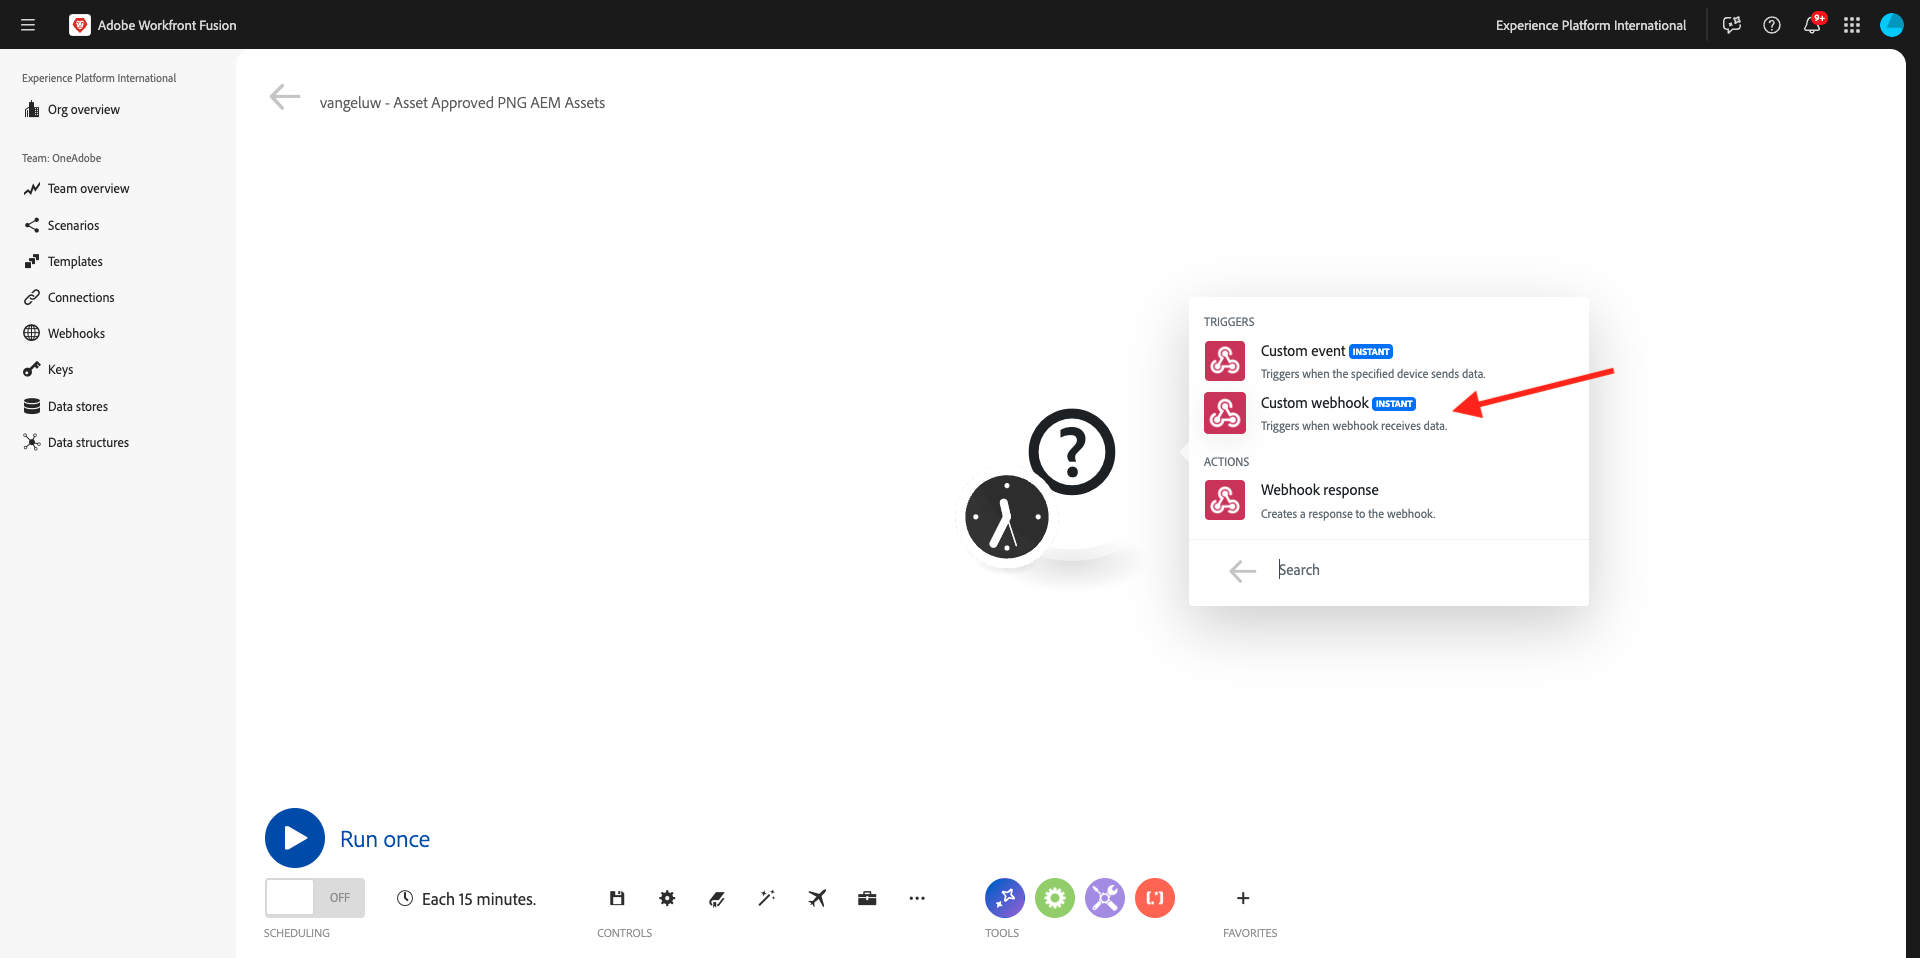 Adobe Workfront Fusion
Experience Platform International
9+
Experience Platform International
Org overview
Team: OneAdobe
Team overview
Scenarios
Templates
Connections
Webhooks
Keys
Data stores
Data structures
vangeluw - Asset Approved PNG AEM Assets
?
TRIGGERS
Custom event INSTANT
Triggers when the specified device sends data.
Custom webhook INSTANT
Triggers when webhook receives data.
ACTIONS
Webhook response
Creates a response to the webhook.
Search
Run once
OFF
Each 15 minutes.
SCHEDULING
CONTROLS
TOOLS
FAVORITES